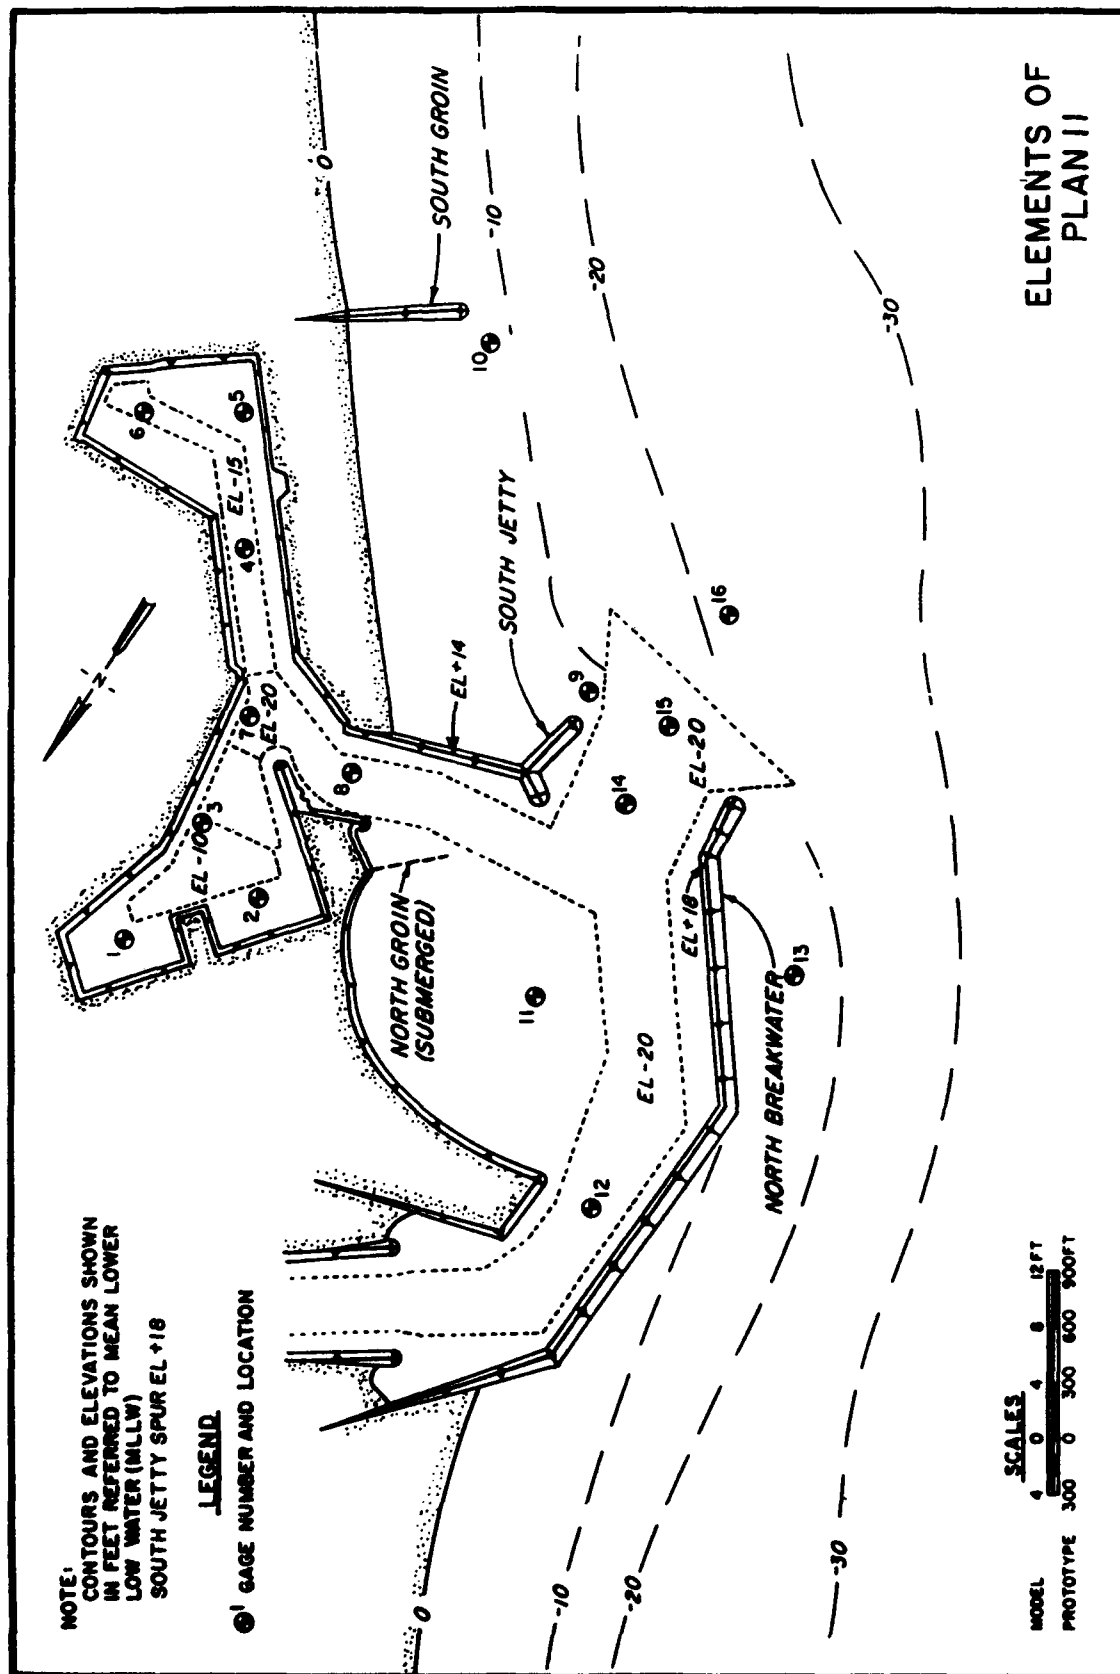 NOTE:
CONTOURS AND ELEVATIONS SHOWN
IN FEET REFERRED TO MEAN LOWER
LOW WATER (MLLW)
SOUTH JETTY SPUR EL +18
LEGEND
1 GAGE NUMBER AND LOCATION
N
1
2
3
EL-10
7
EL-20
4
EL-15
5
6
8
NORTH GROIN
(SUBMERGED)
EL+14
SOUTH JETTY
SOUTH GROIN
0
-10
-20
-30
10
9
16
15
14
EL-20
11
EL-20
EL+18
13
NORTH BREAKWATER
12
0
-10
-20
-30
SCALES
MODEL 4 0 4 8 12 FT
PROTOTYPE 300 0 300 600 900FT
ELEMENTS OF
PLAN 11